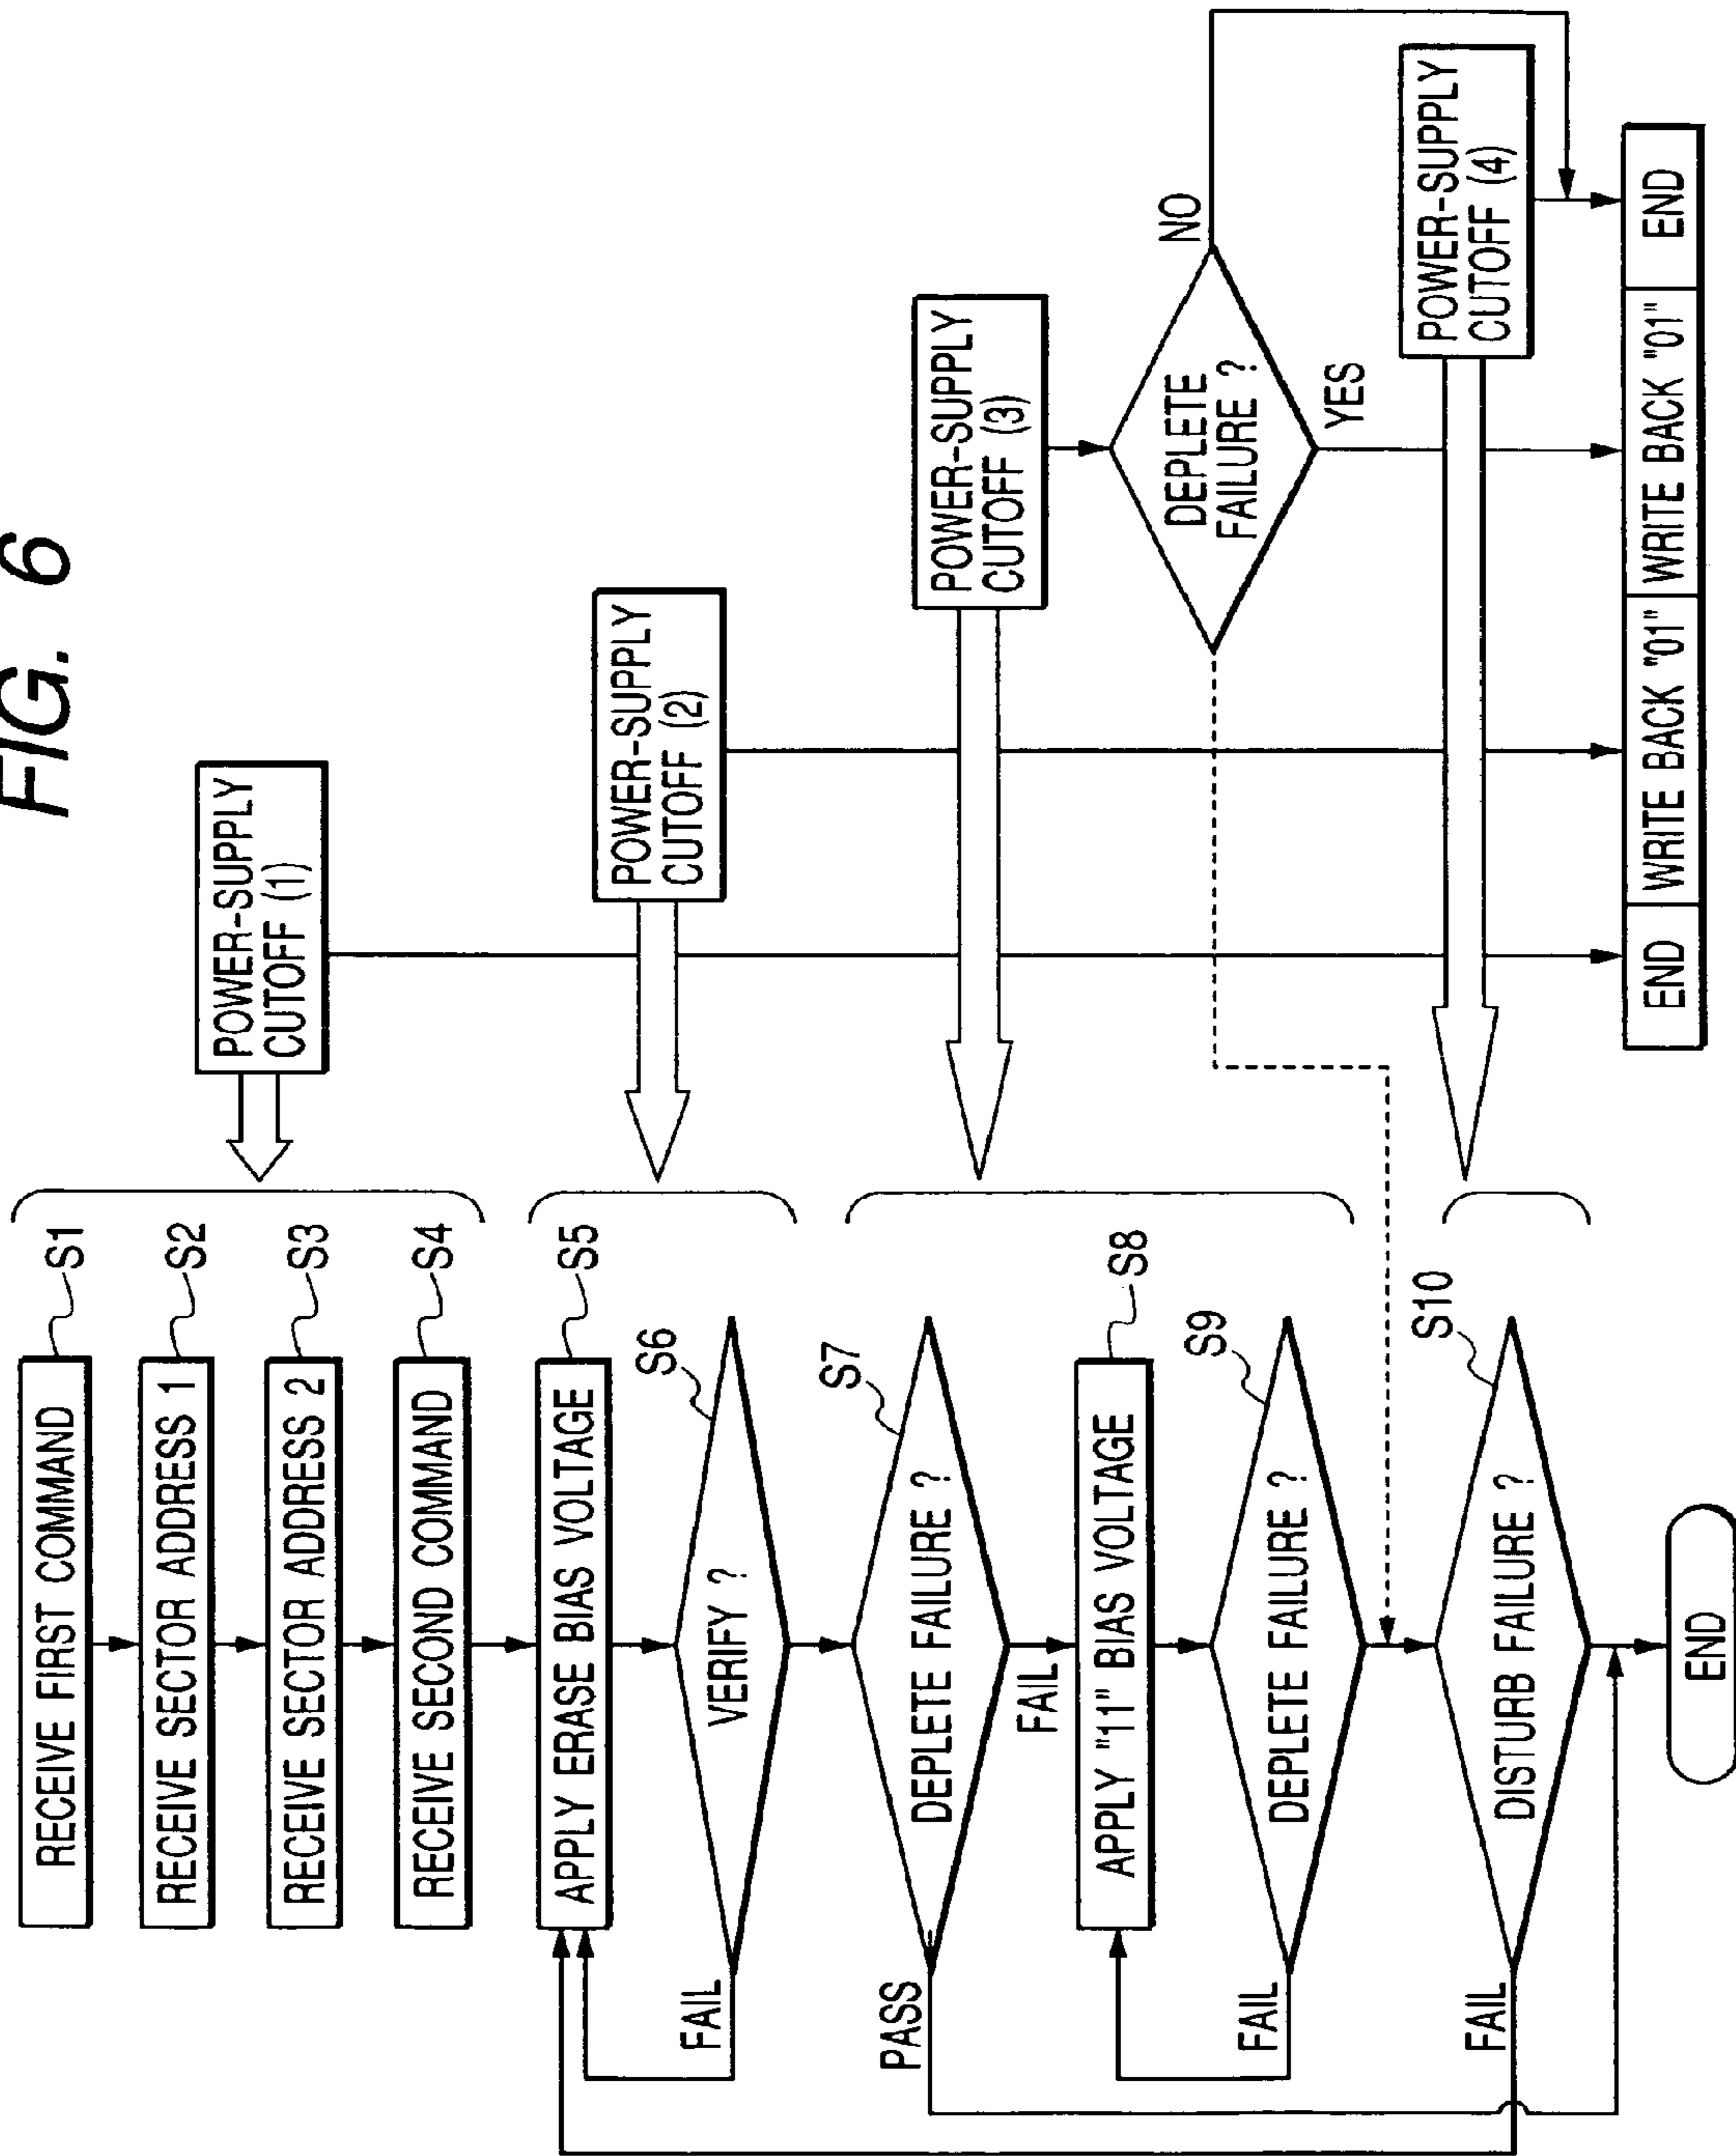 FIG. 6
RECEIVE FIRST COMMAND
S1
RECEIVE SECTOR ADDRESS 1
S2
RECEIVE SECTOR ADDRESS 2
S3
RECEIVE SECOND COMMAND
S4
APPLY ERASE BIAS VOLTAGE
S5
VERIFY ?
S6
FAIL
DEPLETE FAILURE ?
S7
PASS
FAIL
APPLY "11" BIAS VOLTAGE
S8
DEPLETE FAILURE ?
S9
FAIL
DISTURB FAILURE ?
S10
FAIL
END
POWER-SUPPLY
CUTOFF (1)
POWER-SUPPLY
CUTOFF (2)
POWER-SUPPLY
CUTOFF (3)
DEPLETE
FAILURE ?
NO
YES
POWER-SUPPLY
CUTOFF (4)
END
WRITE BACK "01"
WRITE BACK "01"
END